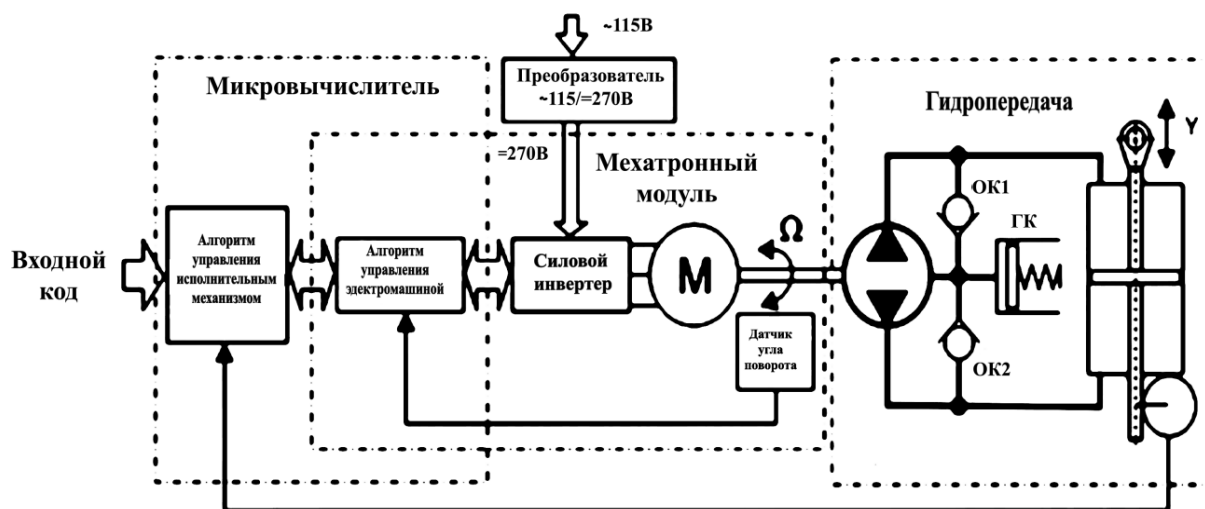 ~115В
Преобразователь
~115/=270В
Микровычислитель
Гидропередача
Y
=270В
Мехатронный
модуль
ОК1
ГК
Ω
Алгоритм
управления
исполнительным
механизмом
Алгоритм
управления
электромашиной
Силовой
инвертер
М
Входной
код
Датчик
угла
поворота
ОК2